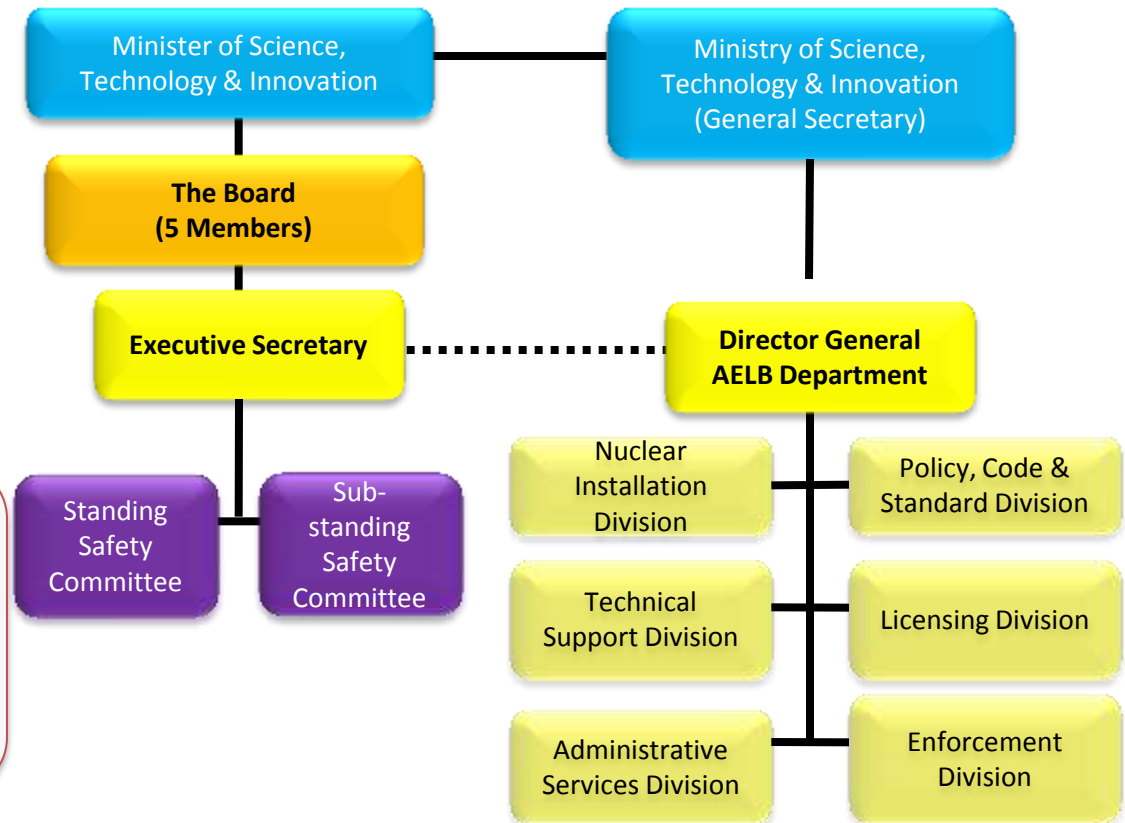 Minister of Science,
Technology & Innovation
Ministry of Science,
Technology & Innovation
(General Secretary)
The Board
(5 Members)
Executive Secretary
Director General
AELB Department
Standing
Safety
Committee
Sub-
standing
Safety
Committee
Nuclear
Installation
Division
Policy, Code &
Standard Division
Technical
Support Division
Licensing Division
Administrative
Services Division
Enforcement
Division